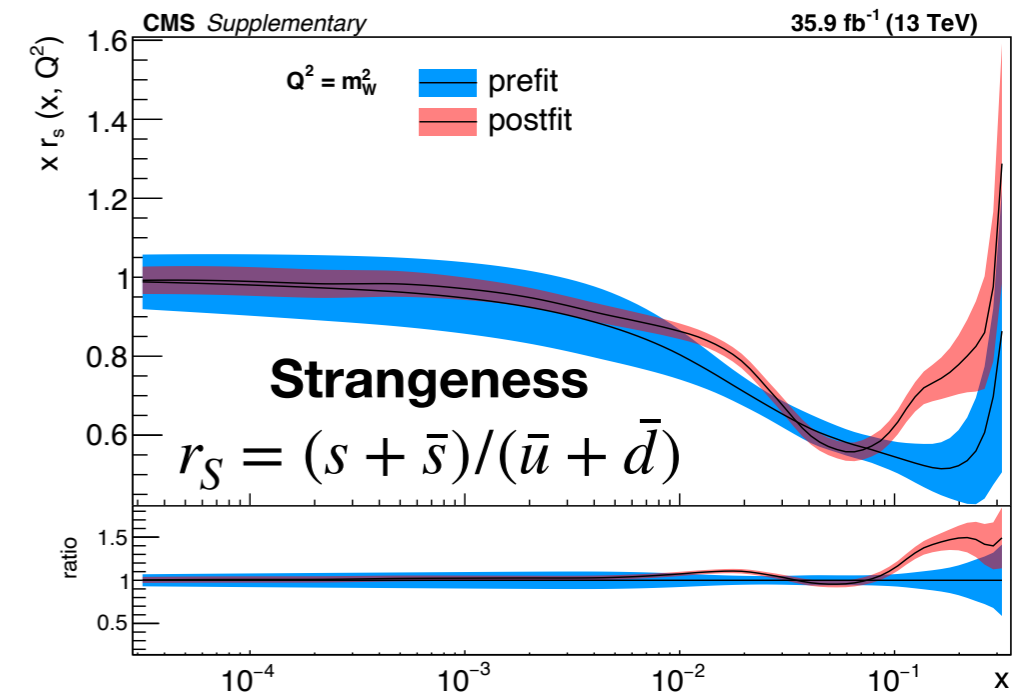 CMS Supplementary 35.9 fb⁻¹ (13 TeV)
x rₛ (x, Q²)
Q² = m²_W
prefit
postfit
1.6
1.4
1.2
1
0.8
0.6
Strangeness
r_S = (s + s̄)/(ū + d̄)
ratio
1.5
1
0.5
10⁻⁴ 10⁻³ 10⁻² 10⁻¹ x